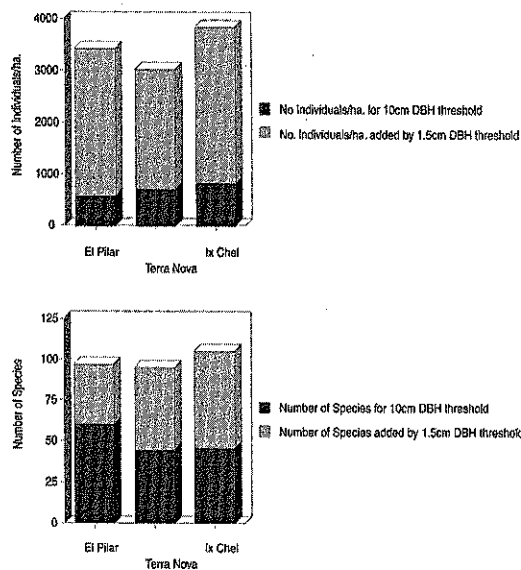 4000
3000
2000
1000
0
Number of Individuals/ha.
El Pilar
Terra Nova
Ix Chel
No Individuals/ha. for 10cm DBH threshold
No. Individuals/ha. added by 1.5cm DBH threshold
125
100
75
50
25
0
Number of Species
El Pilar
Terra Nova
Ix Chel
Number of Species for 10cm DBH threshold
Number of Species added by 1.5cm DBH threshok